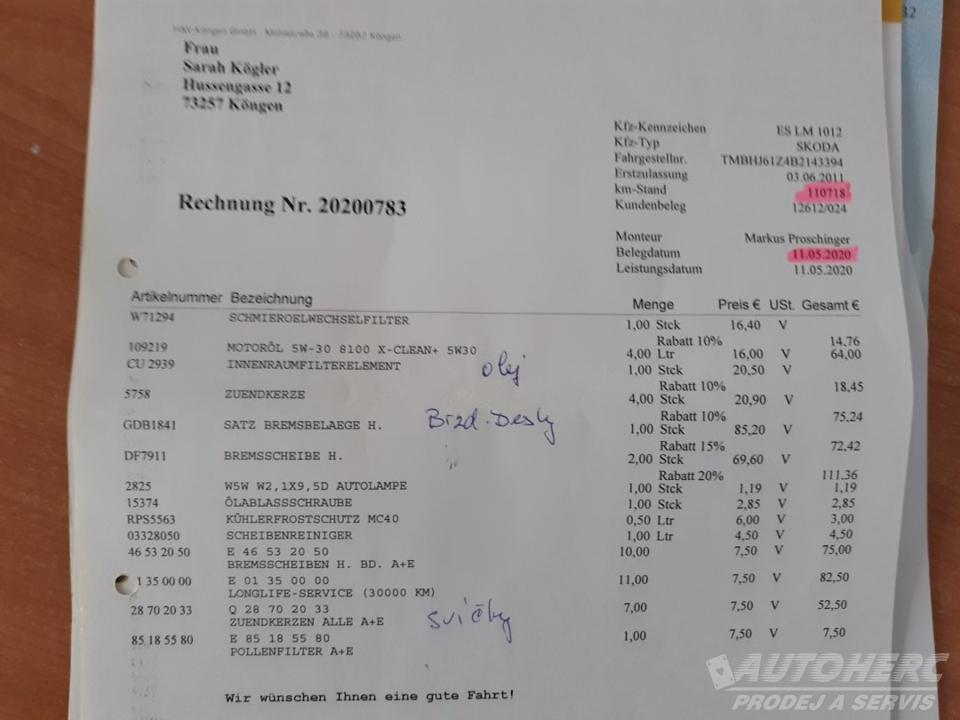 32
HKV Köngen GmbH · 73257 Köngen
Frau
Sarah Kögler
Hussengasse 12
73257 Köngen
Kfz-Kennzeichen ES LM 1012
Kfz-Typ SKODA
Fahrgestellnr. TMBHJ61Z4B2143394
Erstzulassung 03.06.2011
km-Stand 110718
Kundenbeleg 12612/024
Rechnung Nr. 20200783
Monteur Markus Proschinger
Belegdatum 11.05.2020
Leistungsdatum 11.05.2020
Artikelnummer Bezeichnung Menge Preis € USt. Gesamt €
W71294 SCHMIEROELWECHSELFILTER 1,00 Stck 16,40 V
Rabatt 10% 14,76
109219 MOTORÖL 5W-30 8100 X-CLEAN+ 5W30 4,00 Ltr 16,00 V 64,00
CU 2939 INNENRAUMFILTERELEMENT olej 1,00 Stck 20,50 V
Rabatt 10% 18,45
5758 ZUENDKERZE 4,00 Stck 20,90 V
Rabatt 10% 75,24
GDB1841 SATZ BREMSBELAEGE H. Brzd. Desky 1,00 Stck 85,20 V
Rabatt 15% 72,42
DF7911 BREMSSCHEIBE H. 2,00 Stck 69,60 V
Rabatt 20% 111,36
2825 W5W W2,1X9,5D AUTOLAMPE 1,00 Stck 1,19 V 1,19
15374 ÖLABLASSSCHRAUBE 1,00 Stck 2,85 V 2,85
RPS5563 KÜHLERFROSTSCHUTZ MC40 0,50 Ltr 6,00 V 3,00
03328050 SCHEIBENREINIGER 1,00 Ltr 4,50 V 4,50
46 53 20 50 E 46 53 20 50 10,00 7,50 V 75,00
BREMSSCHEIBEN H. BD. A+E
1 35 00 00 E 01 35 00 00 11,00 7,50 V 82,50
LONGLIFE-SERVICE (30000 KM)
28 70 20 33 Q 28 70 20 33 7,00 7,50 V 52,50
ZUENDKERZEN ALLE A+E svíčky
85 18 55 80 E 85 18 55 80 1,00 7,50 V 7,50
POLLENFILTER A+E
Wir wünschen Ihnen eine gute Fahrt!
AUTOHERC
PRODEJ A SERVIS